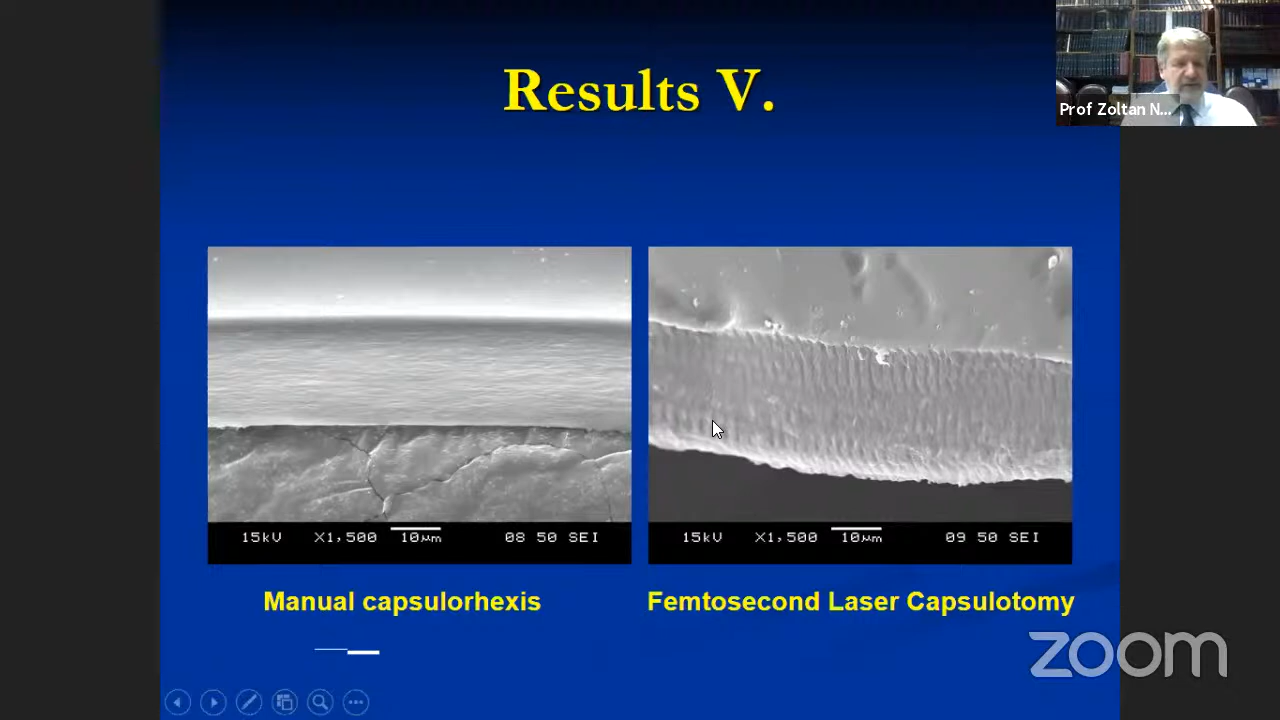 Results V.
Prof Zoltan N...
15kV X1,500 10µm 08 50 SEI
15kV X1,500 10µm 09 50 SEI
Manual capsulorhexis
Femtosecond Laser Capsulotomy
zoom